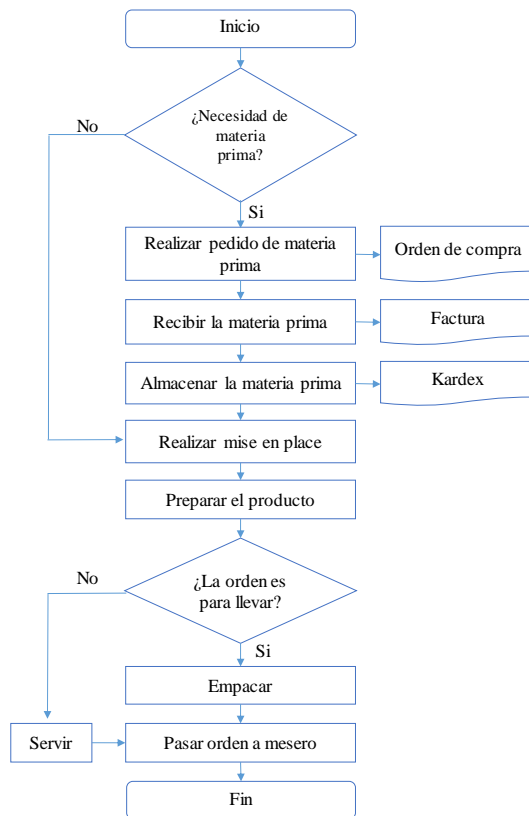 Inicio
¿Necesidad de
materia
prima?
No
Si
Realizar pedido de materia
prima
Orden de compra
Recibir la materia prima
Factura
Almacenar la materia prima
Kardex
Realizar mise en place
Preparar el producto
¿La orden es
para llevar?
No
Si
Empacar
Servir
Pasar orden a mesero
Fin